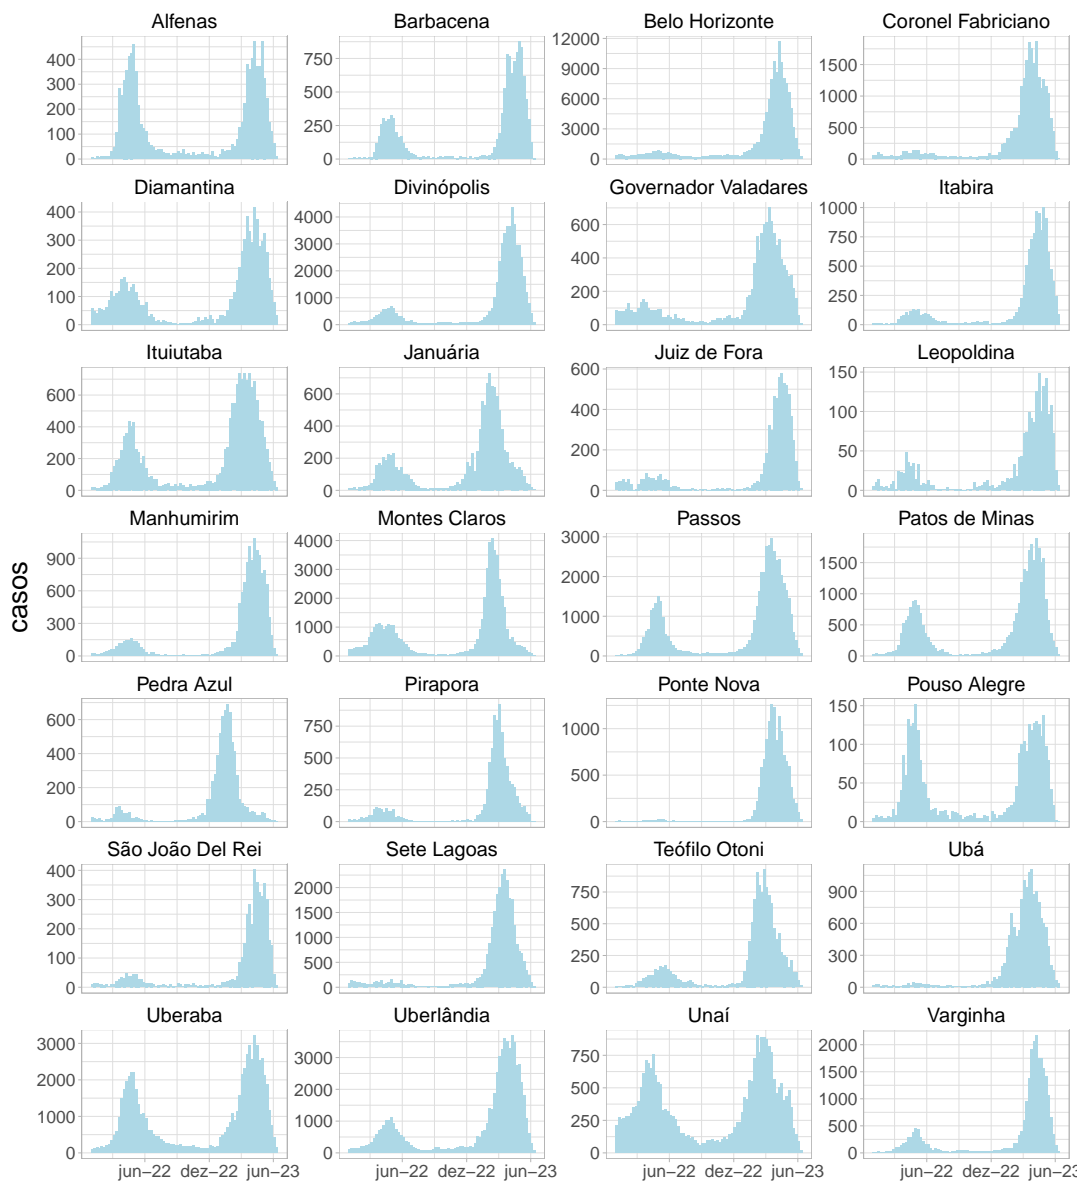 Alfenas Barbacena Belo Horizonte Coronel Fabriciano
400 300 200 100 0
750 500 250 0
12000 9000 6000 3000 0
1500 1000 500 0
Diamantina Divinópolis Governador Valadares Itabira
400 300 200 100 0
4000 3000 2000 1000 0
600 400 200 0
1000 750 500 250 0
Ituiutaba Januária Juiz de Fora Leopoldina
600 400 200 0
600 400 200 0
600 400 200 0
150 100 50 0
Manhumirim Montes Claros Passos Patos de Minas
900 600 300 0
4000 3000 2000 1000 0
3000 2000 1000 0
1500 1000 500 0
casos
Pedra Azul Pirapora Ponte Nova Pouso Alegre
600 400 200 0
750 500 250 0
1000 500 0
150 100 50 0
São João Del Rei Sete Lagoas Teófilo Otoni Ubá
400 300 200 100 0
2000 1500 1000 500 0
750 500 250 0
900 600 300 0
Uberaba Uberlândia Unaí Varginha
3000 2000 1000 0
3000 2000 1000 0
750 500 250 0
2000 1500 1000 500 0
jun–22 dez–22 jun–23 jun–22 dez–22 jun–23 jun–22 dez–22 jun–23 jun–22 dez–22 jun–23